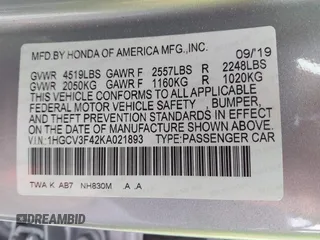 MFD.BY HONDA OF AMERICA MFG.,INC. 09/19
GVWR 4519LBS GAWR F 2557LBS R 2248LBS
GVWR 2050KG GAWR F 1160KG R 1020KG
THIS VEHICLE CONFORMS TO ALL APPLICABLE
FEDERAL MOTOR VEHICLE SAFETY , BUMPER,
AND THEFT PREVENTION STANDARDS IN EFFECT
ON THE DATE OF MANUFACTURE SHOWN ABOVE.
V.I.N.: 1HGCV3F42KA021893 TYPE:PASSENGER CAR
TWA K AB7 NH830M .A .A
DREAMBID